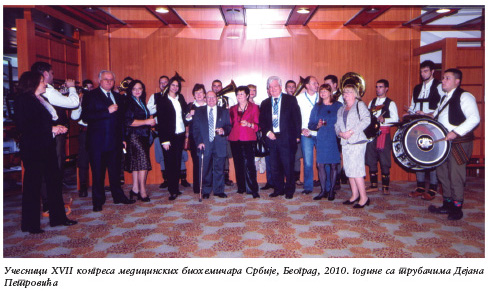 Учесници XVII конгреса медицинских биохемичара Србије, Београд, 2010. године са трубачима Дејана
Петровића